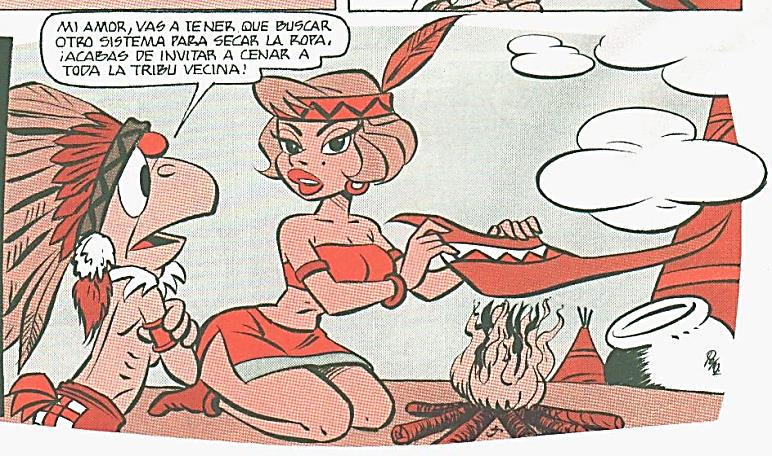 MI AMOR, VAS A TENER QUE BUSCAR
OTRO SISTEMA PARA SECAR LA ROPA.
¡ACABAS DE INVITAR A CENAR A
TODA LA TRIBU VECINA!